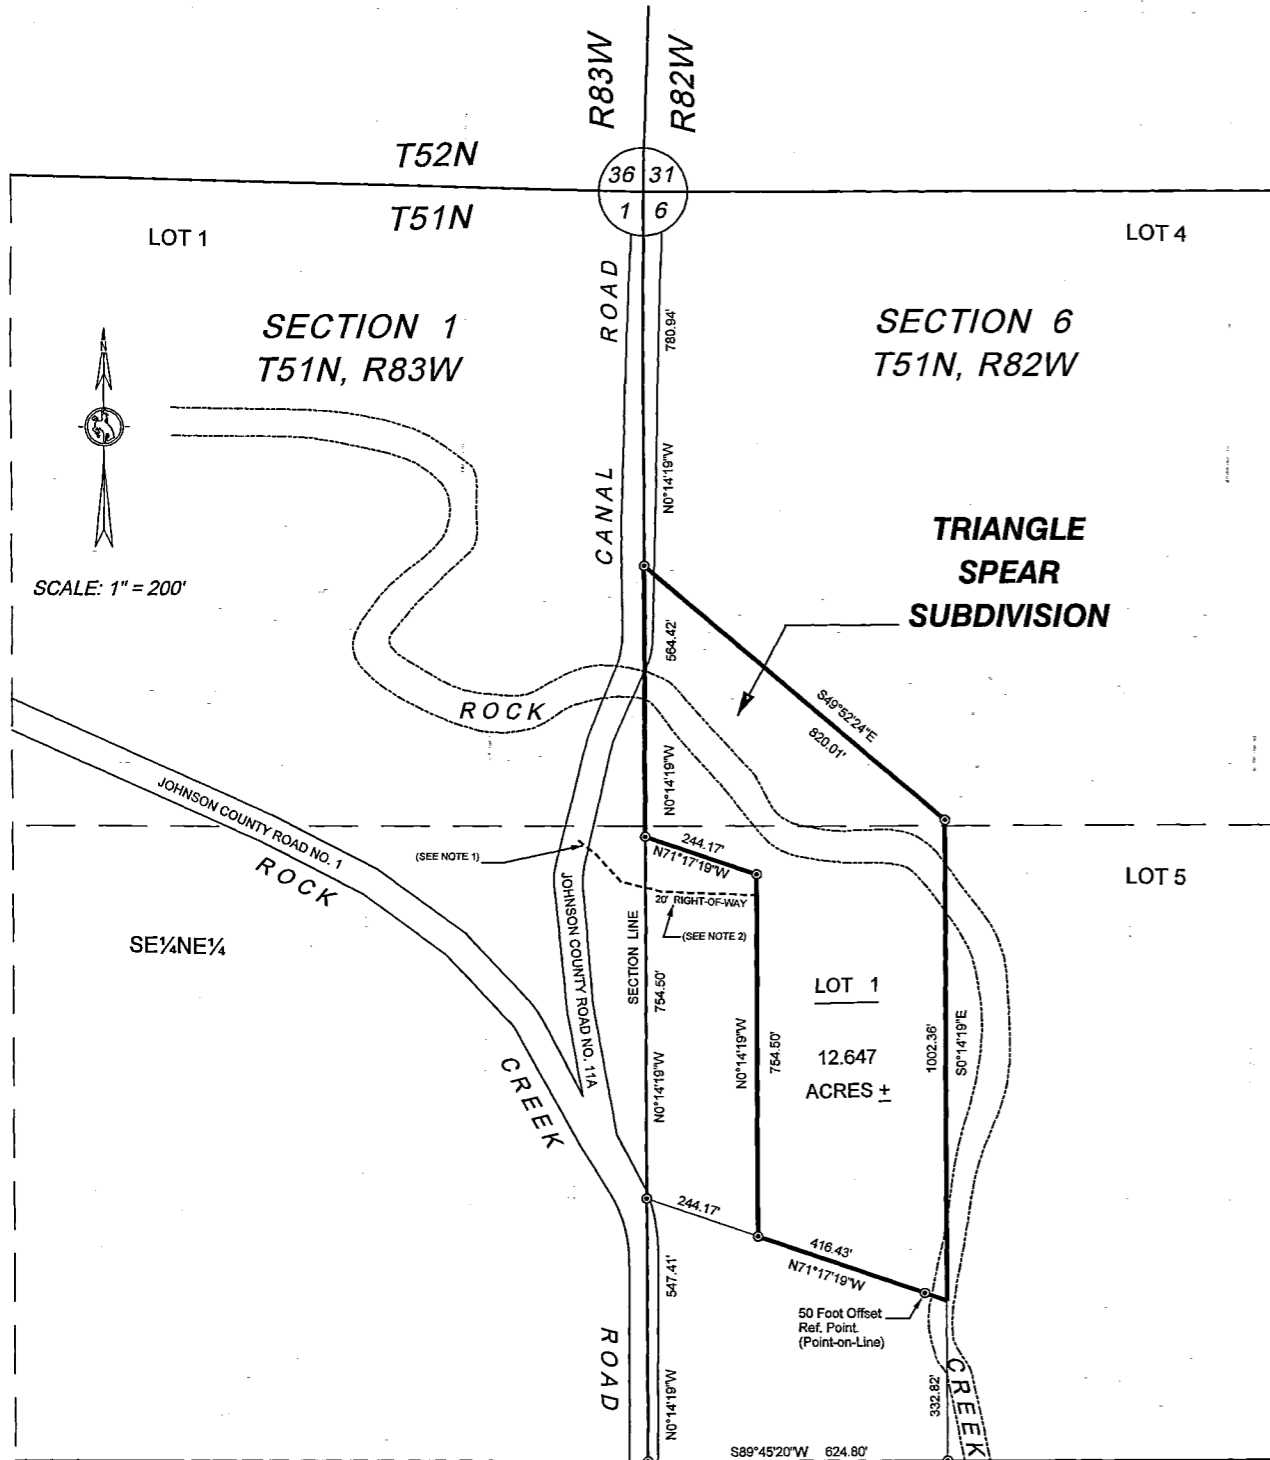 R83W
R82W
T52N
36 31
T51N
1 6
LOT 1
LOT 4
ROAD
780.94'
SECTION 1
T51N, R83W
SECTION 6
T51N, R82W
N
N0°14'19"W
CANAL
TRIANGLE
SPEAR
SUBDIVISION
SCALE: 1" = 200'
564.42'
S49°52'24"E
820.01'
ROCK
N0°14'19"W
JOHNSON COUNTY ROAD NO. 1
ROCK
(SEE NOTE 1)
244.17'
N71°17'19"W
LOT 5
20' RIGHT-OF-WAY
(SEE NOTE 2)
SE¼NE¼
JOHNSON COUNTY ROAD NO. 11A
SECTION LINE
754.50'
N0°14'19"W
N0°14'19"W
754.50'
LOT 1
12.647
ACRES ±
1002.36'
S0°14'19"E
CREEK
244.17'
416.43'
N71°17'19"W
547.41'
50 Foot Offset
Ref. Point
(Point-on-Line)
ROAD
N0°14'19"W
332.82'
CREEK
S89°45'20"W 624.80'